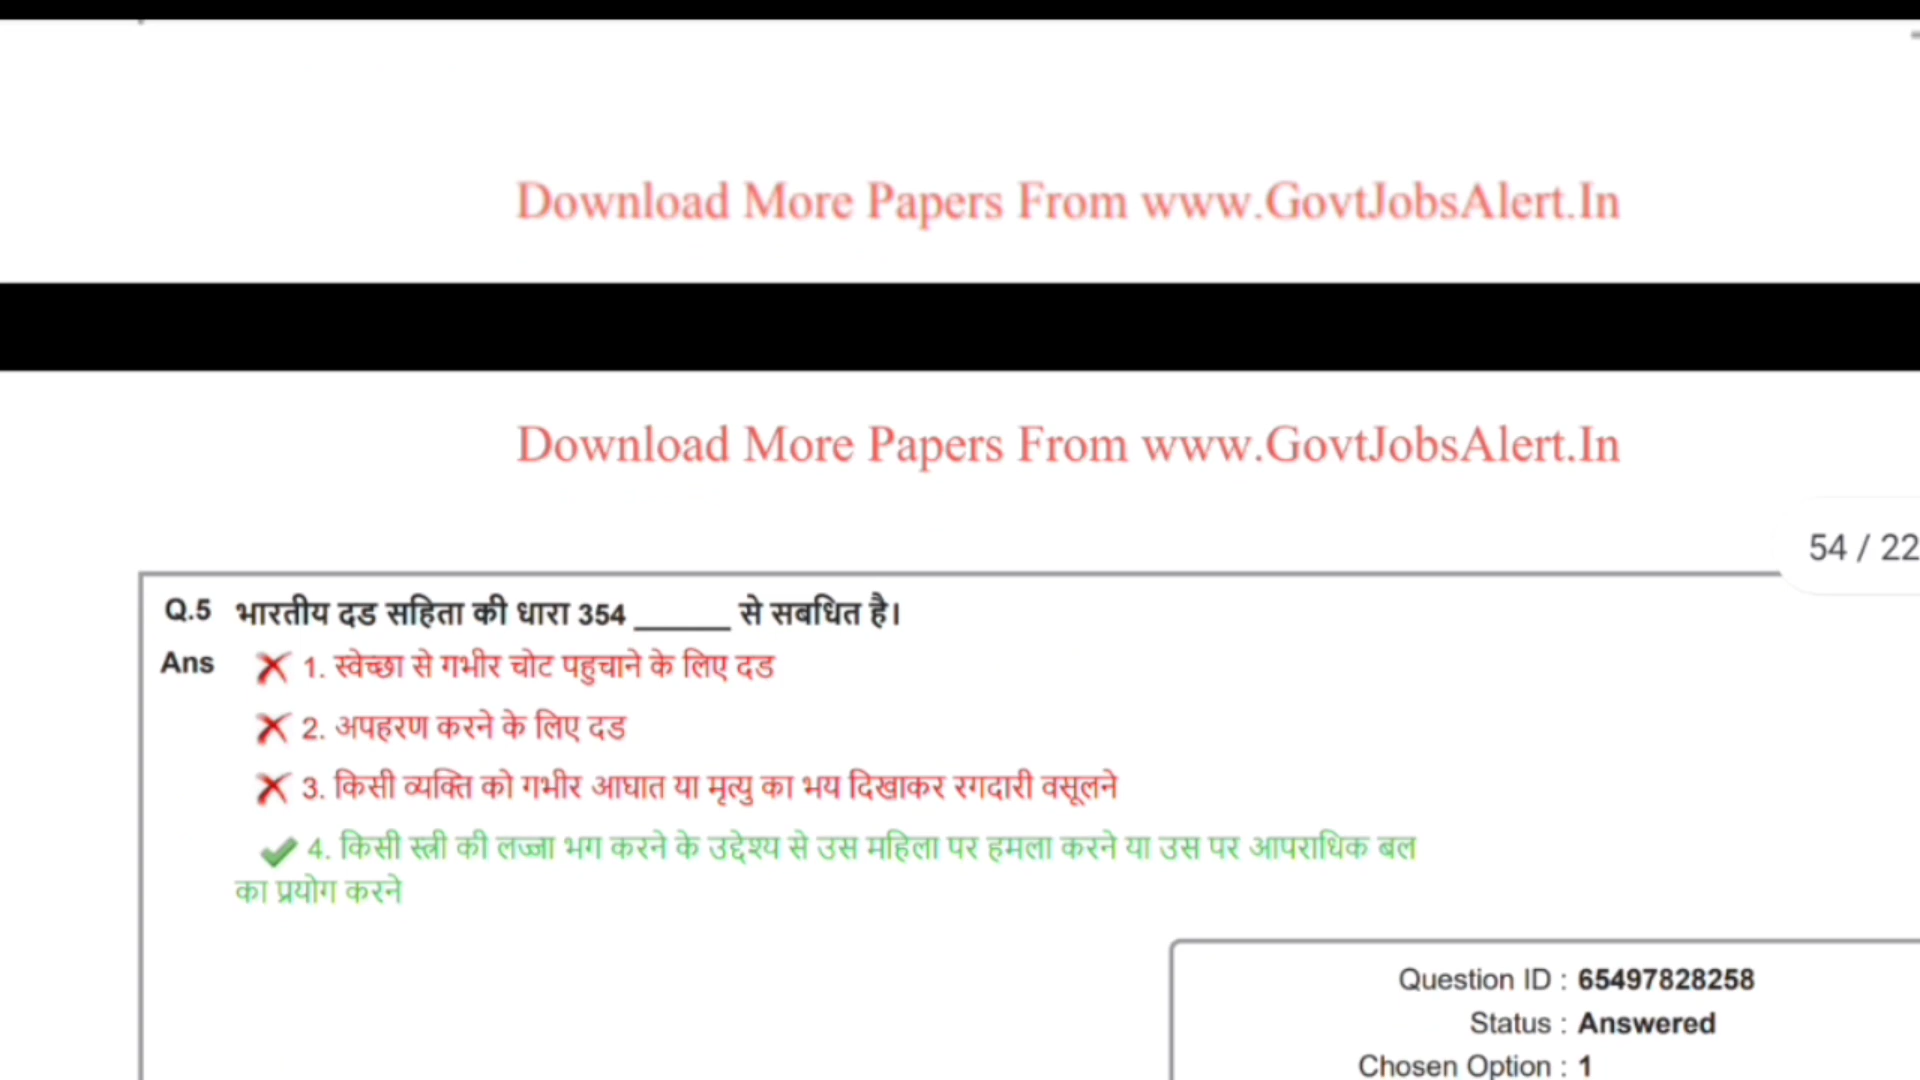 Download More Papers From www.GovtJobsAlert.In
Download More Papers From www.GovtJobsAlert.In
54 / 22
Q.5 भारतीय दड सहिता की धारा 354 ______ से सबधित है।
Ans 1. स्वेच्छा से गभीर चोट पहुचाने के लिए दड
2. अपहरण करने के लिए दड
3. किसी व्यक्ति को गभीर आघात या मृत्यु का भय दिखाकर रगदारी वसूलने
4. किसी स्त्री की लज्जा भग करने के उद्देश्य से उस महिला पर हमला करने या उस पर आपराधिक बल
का प्रयोग करने
Question ID : 65497828258
Status : Answered
Chosen Option : 1